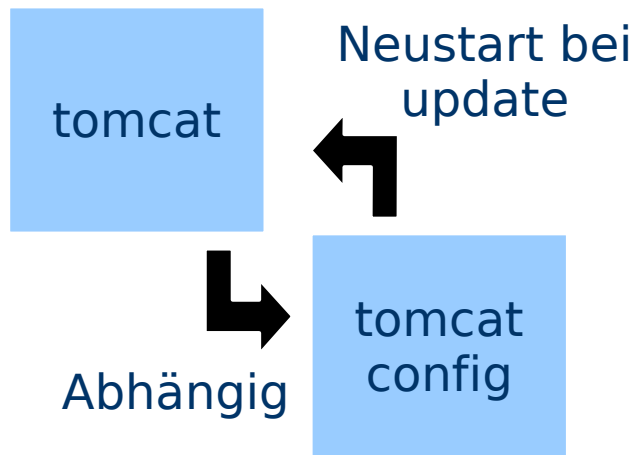 Neustart bei
update
tomcat
tomcat
config
Abhängig